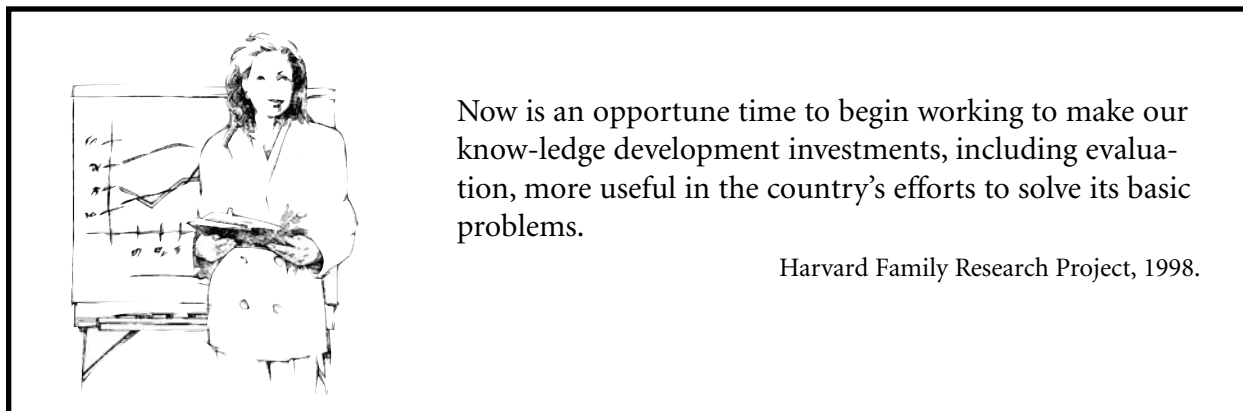 Now is an opportune time to begin working to make our
know-ledge development investments, including evalua-
tion, more useful in the country’s efforts to solve its basic
problems.
Harvard Family Research Project, 1998.